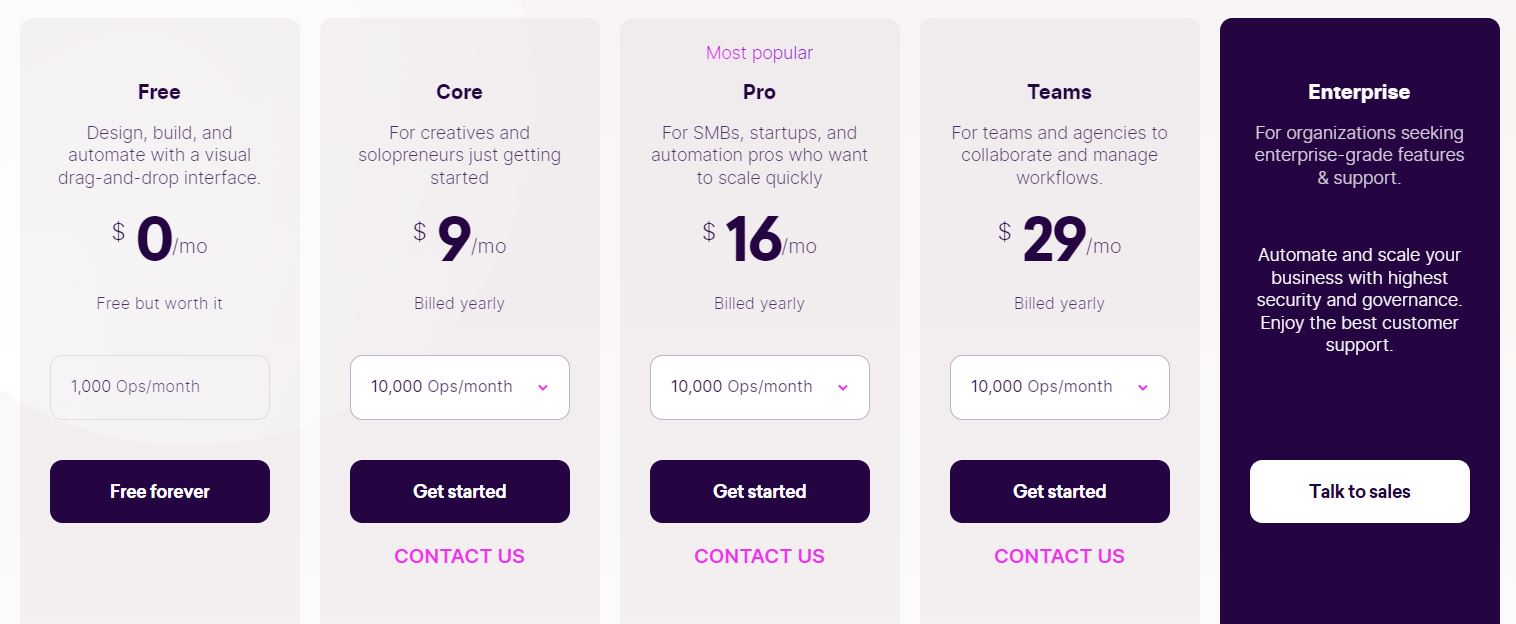 Free
Design, build, and
automate with a visual
drag-and-drop interface.
$ 0/mo
Free but worth it
1,000 Ops/month
Free forever
Core
For creatives and
solopreneurs just getting
started
$ 9/mo
Billed yearly
10,000 Ops/month
Get started
CONTACT US
Most popular
Pro
For SMBs, startups, and
automation pros who want
to scale quickly
$ 16/mo
Billed yearly
10,000 Ops/month
Get started
CONTACT US
Teams
For teams and agencies to
collaborate and manage
workflows.
$ 29/mo
Billed yearly
10,000 Ops/month
Get started
CONTACT US
Enterprise
For organizations seeking
enterprise-grade features
& support.
Automate and scale your
business with highest
security and governance.
Enjoy the best customer
support.
Talk to sales